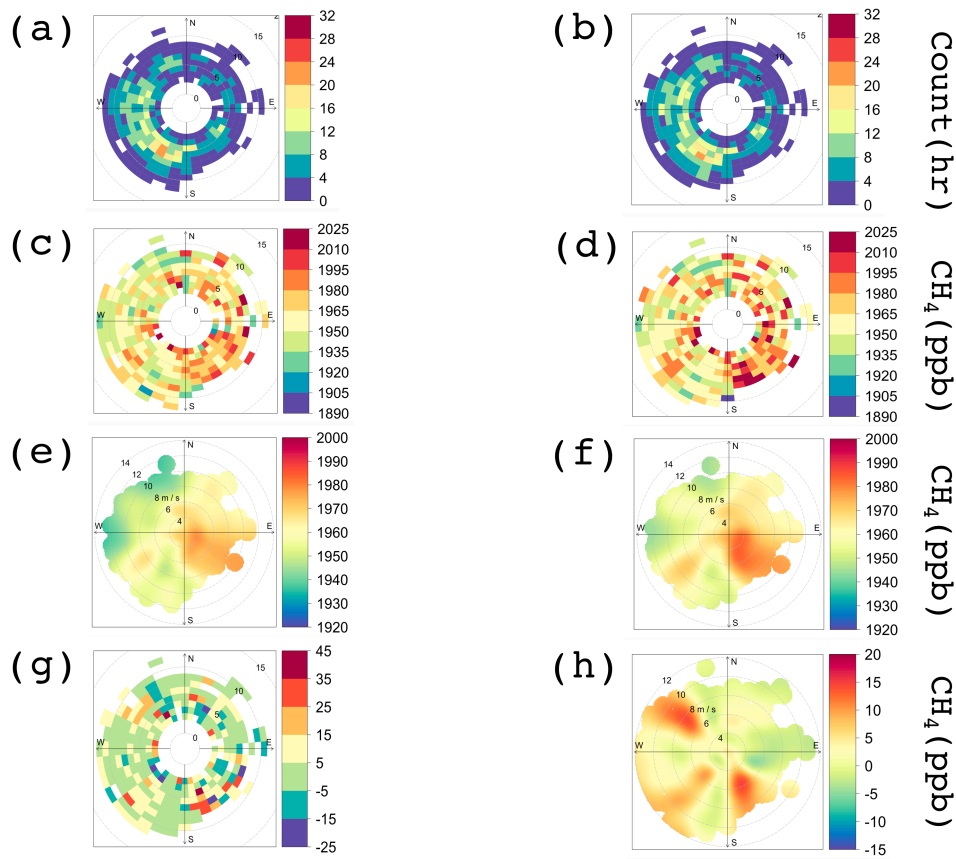 (a)
N
15
10
5
0
W
E
S
32
28
24
20
16
12
8
4
0
(b)
N
15
10
5
0
W
E
S
32
28
24
20
16
12
8
4
0
Count(hr)
(c)
N
15
10
5
0
W
E
S
2025
2010
1995
1980
1965
1950
1935
1920
1905
1890
(d)
N
15
10
5
0
W
E
S
2025
2010
1995
1980
1965
1950
1935
1920
1905
1890
CH4(ppb)
(e)
N
14
12
10
8 m / s
6
4
W
E
S
2000
1990
1980
1970
1960
1950
1940
1930
1920
(f)
N
14
12
10
8 m / s
6
4
W
E
S
2000
1990
1980
1970
1960
1950
1940
1930
1920
CH4(ppb)
(g)
N
15
10
5
0
W
E
S
45
35
25
15
5
-5
-15
-25
(h)
N
12
10
8 m / s
6
4
W
E
S
20
15
10
5
0
-5
-10
-15
CH4(ppb)